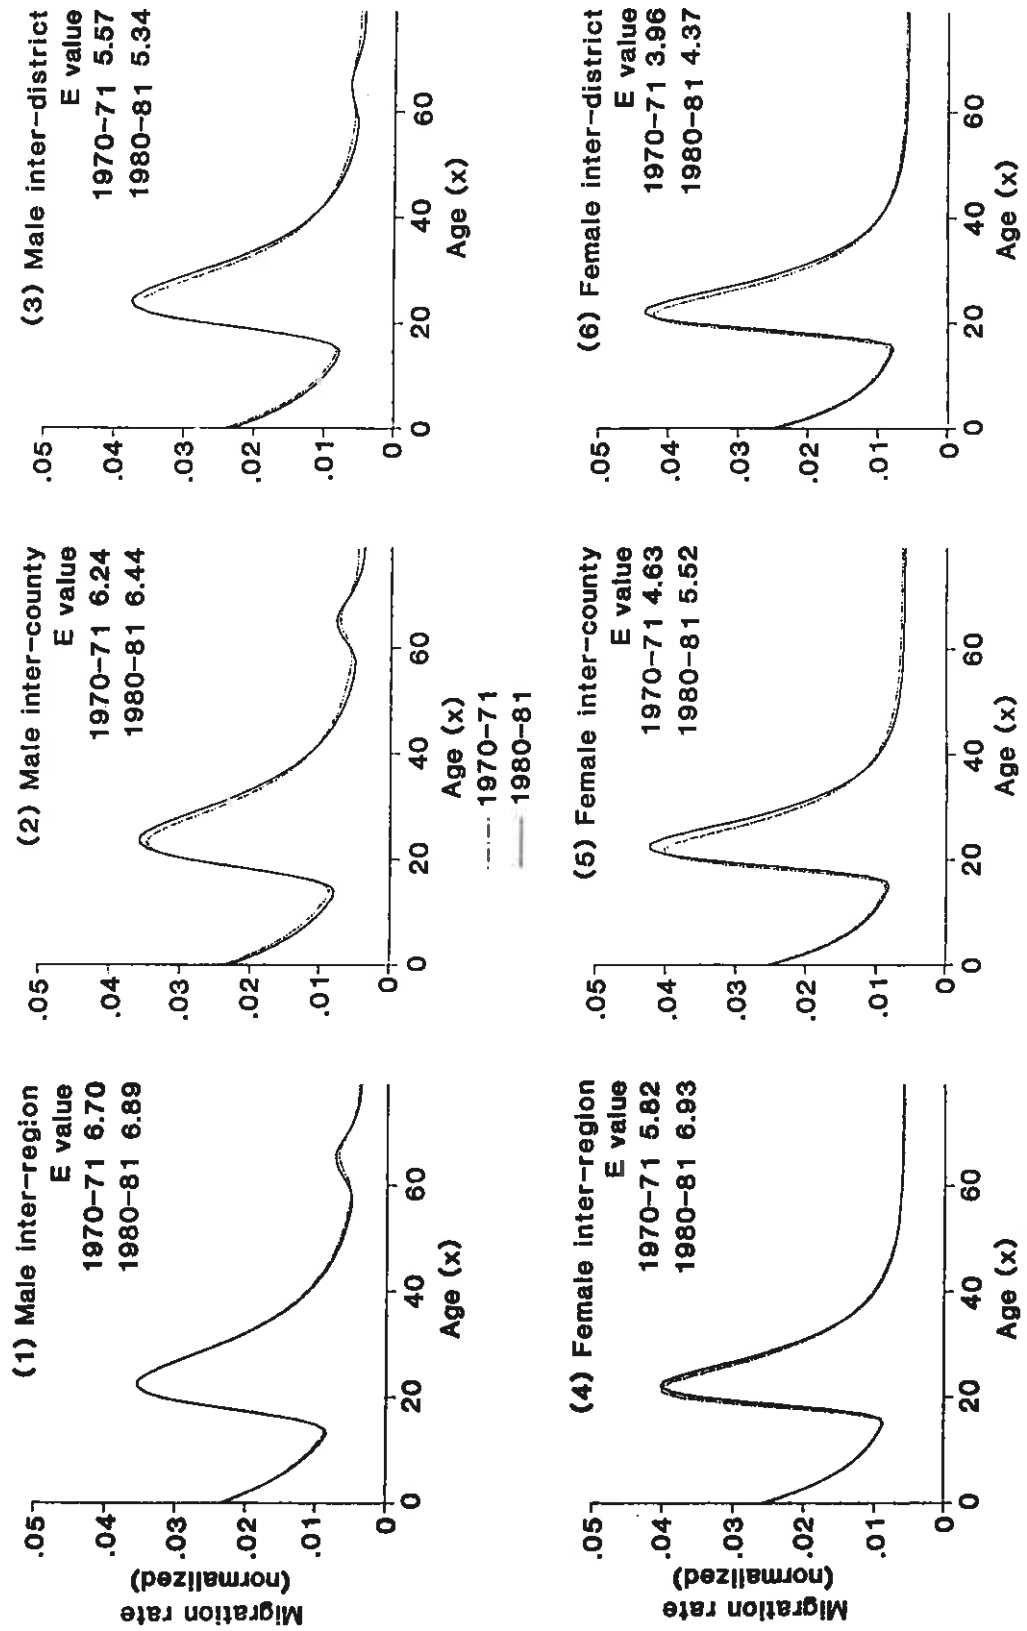 (1) Male inter-region
E value
1970-71 6.70
1980-81 6.89
.05
.04
.03
.02
.01
0
Migration rate
(normalized)
0 20 40 60
Age (x)
(2) Male inter-county
E value
1970-71 6.24
1980-81 6.44
.05
.04
.03
.02
.01
0
0 20 40 60
Age (x)
1970-71
1980-81
(3) Male inter-district
E value
1970-71 5.57
1980-81 5.34
.05
.04
.03
.02
.01
0
0 20 40 60
Age (x)
(4) Female inter-region
E value
1970-71 5.82
1980-81 6.93
.05
.04
.03
.02
.01
0
Migration rate
(normalized)
0 20 40 60
Age (x)
(5) Female inter-county
E value
1970-71 4.63
1980-81 5.52
.05
.04
.03
.02
.01
0
0 20 40 60
Age (x)
(6) Female inter-district
E value
1970-71 3.96
1980-81 4.37
.05
.04
.03
.02
.01
0
0 20 40 60
Age (x)